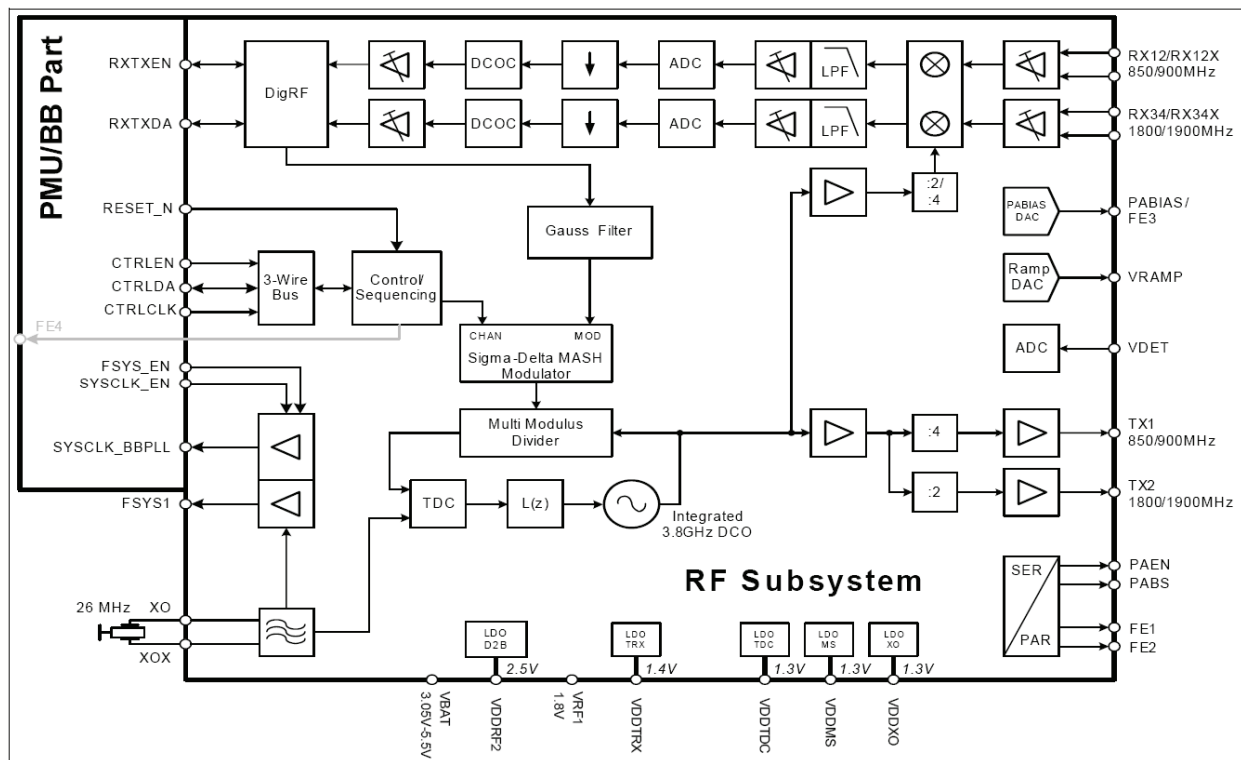 PMU/BB Part
RXTXEN
RXTXDA
DigRF
DCOC
ADC
LPF
DCOC
ADC
LPF
RX12/RX12X
850/900MHz
RX34/RX34X
1800/1900MHz
:2/
:4
RESET_N
Gauss Filter
PABIAS
DAC
PABIAS/
FE3
CTRLEN
CTRLDA
CTRLCLK
3-Wire
Bus
Control/
Sequencing
Ramp
DAC
VRAMP
FE4
CHAN MOD
Sigma-Delta MASH
Modulator
ADC
VDET
FSYS_EN
SYSCLK_EN
Multi Modulus
Divider
SYSCLK_BBPLL
:4
TX1
850/900MHz
FSYS1
TDC
L(z)
Integrated
3.8GHz DCO
:2
TX2
1800/1900MHz
RF Subsystem
SER
PAR
PAEN
PABS
FE1
FE2
26 MHz
XO
XOX
LDO
D2B
2.5V
LDO
TRX
1.4V
LDO
TDC
1.3V
LDO
MS
1.3V
LDO
XO
1.3V
VBAT
3.05V-5.5V
VDDRF2
VRF1
1.8V
VDDTRX
VDDTDC
VDDMS
VDDXO